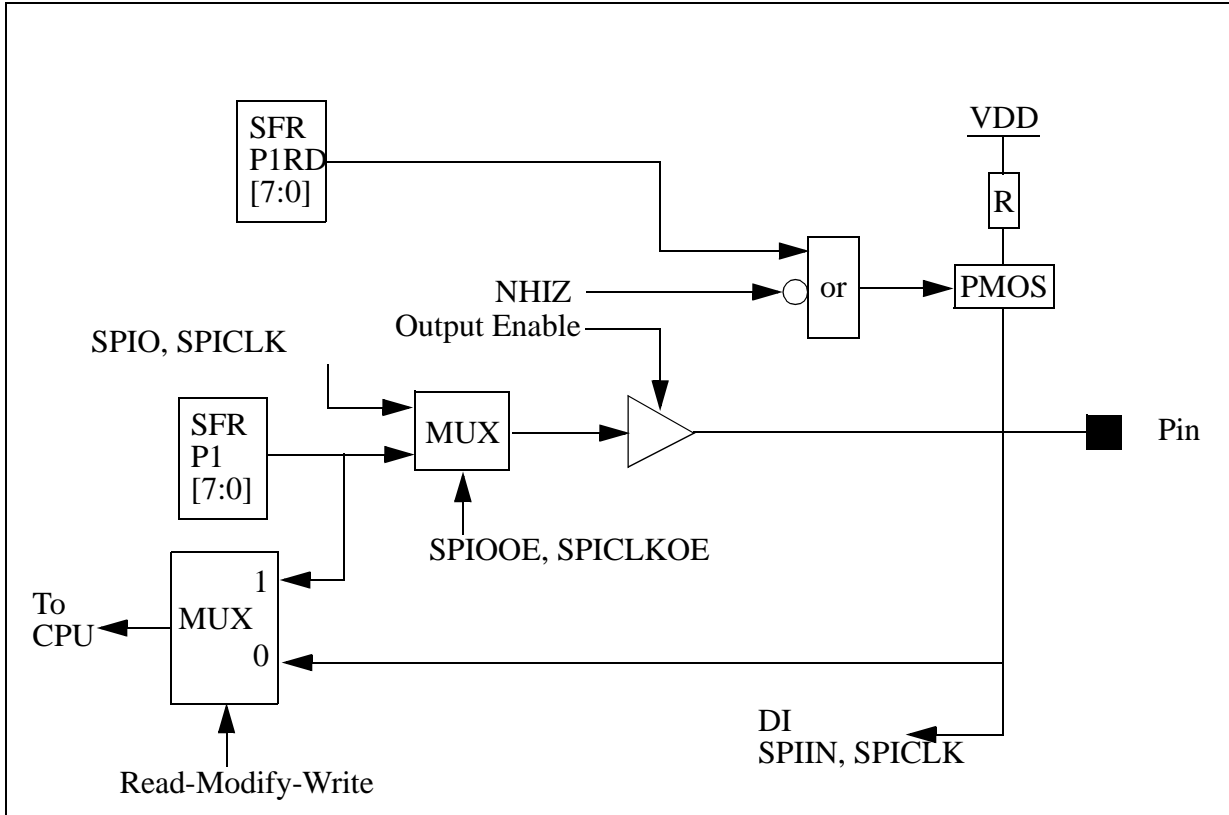 SFR
P1RD
[7:0]
VDD
R
PMOS
or
NHIZ
Output Enable
SPIO, SPICLK
SFR
P1
[7:0]
MUX
Pin
SPIOOE, SPICLKOE
1
MUX
0
To
CPU
DI
SPIIN, SPICLK
Read-Modify-Write